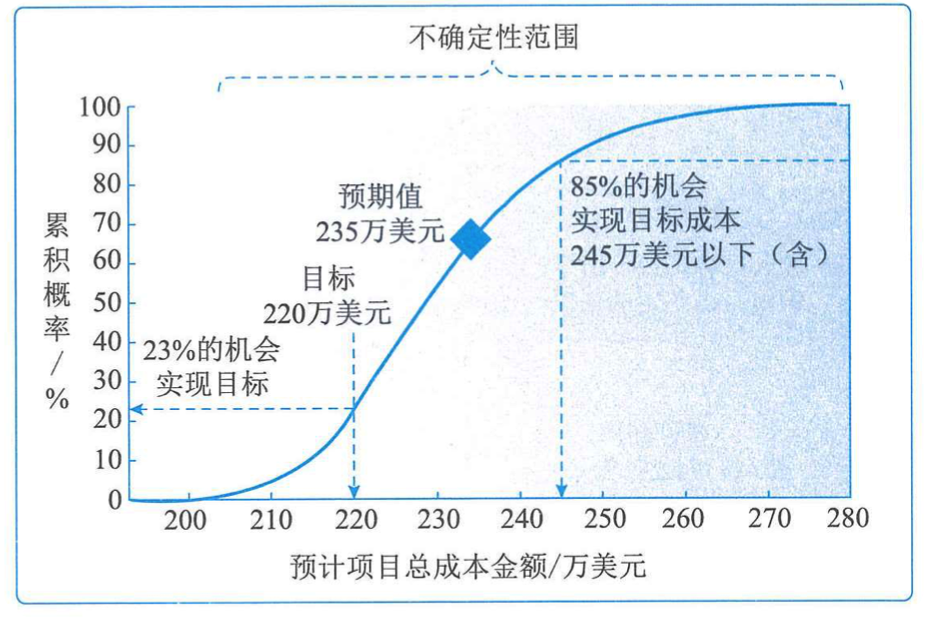 不确定性范围
100
90
80
70
60
50
40
30
20
10
0
累积概率/%
预期值
235万美元
目标
220万美元
23%的机会
实现目标
85%的机会
实现目标成本
245万美元以下（含）
200 210 220 230 240 250 260 270 280
预计项目总成本金额/万美元